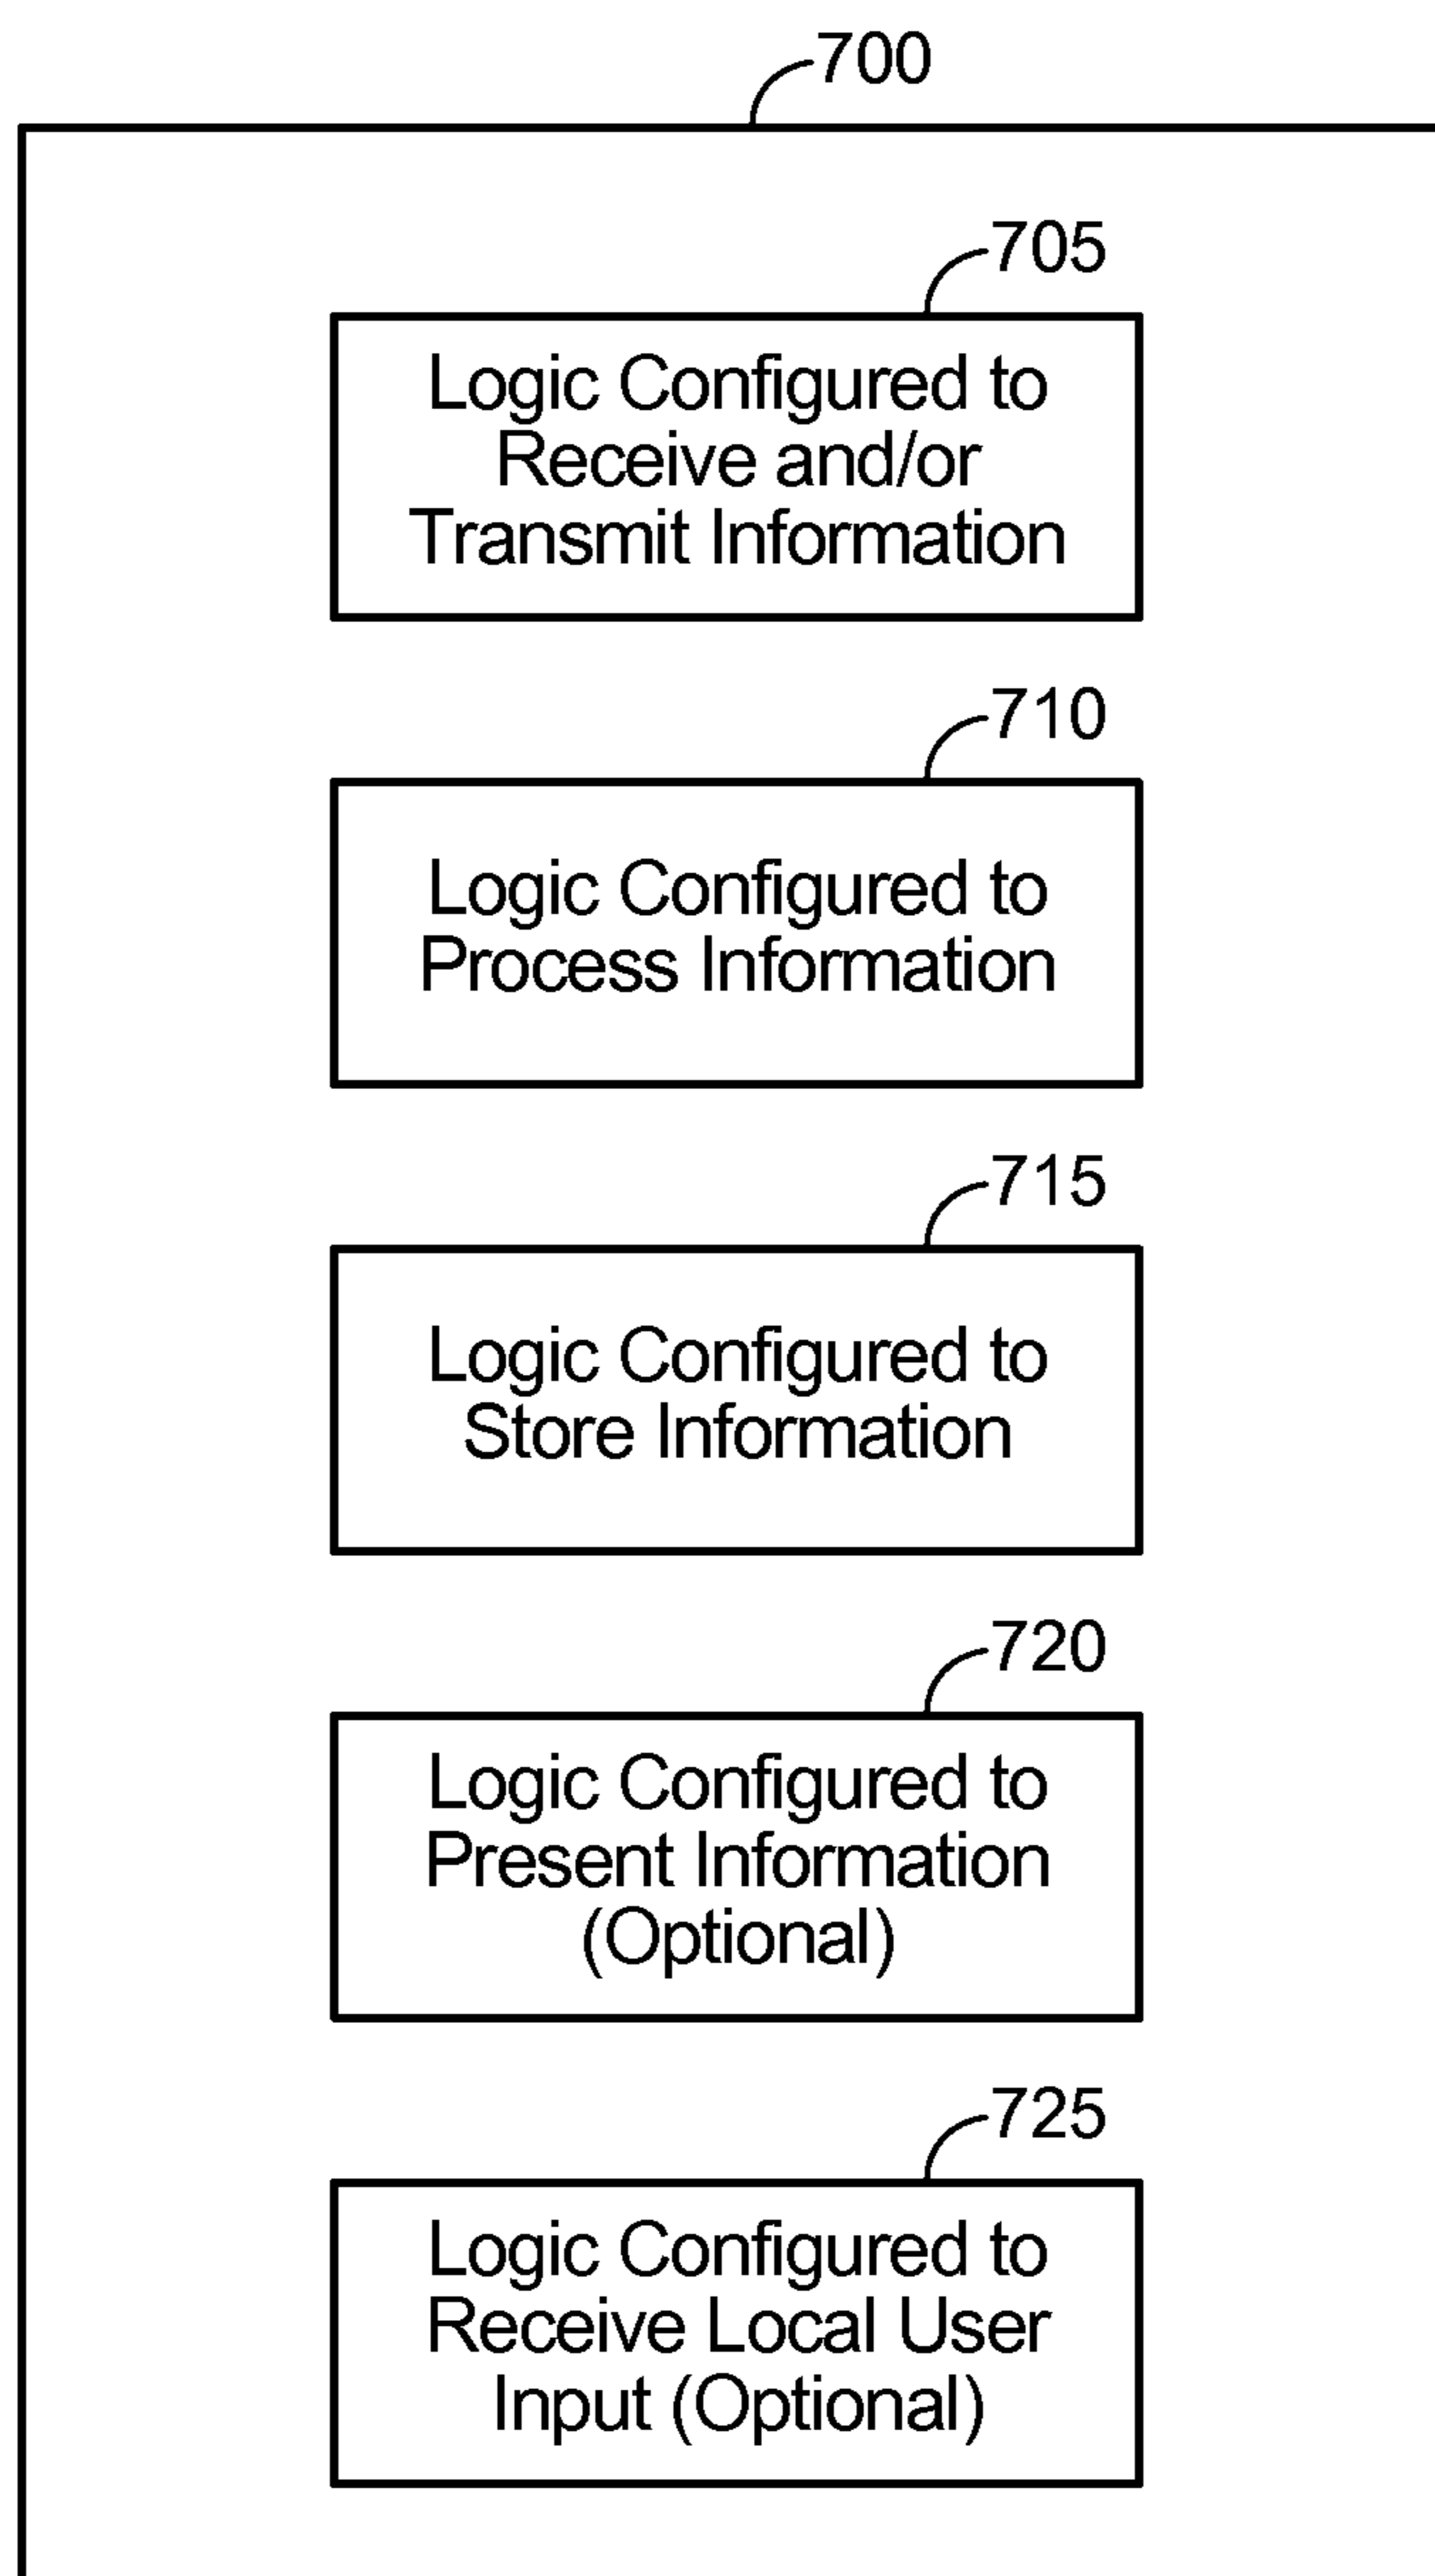 700
705
Logic Configured to
Receive and/or
Transmit Information
710
Logic Configured to
Process Information
715
Logic Configured to
Store Information
720
Logic Configured to
Present Information
(Optional)
725
Logic Configured to
Receive Local User
Input (Optional)